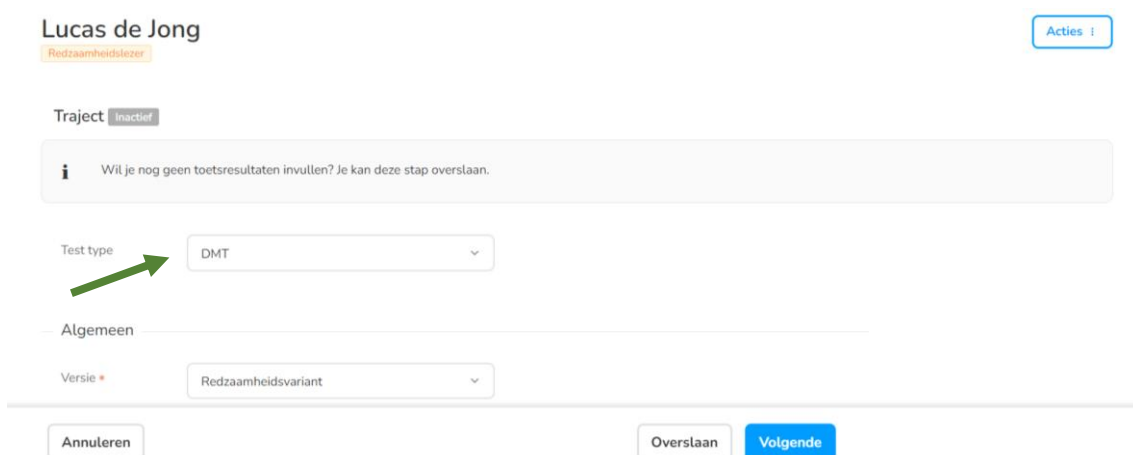 Lucas de Jong
Acties
Redzaamheidslezer
Traject Inactief
Wil je nog geen toetsresultaten invullen? Je kan deze stap overslaan.
Test type
DMT
Algemeen
Versie *
Redzaamheidsvariant
Annuleren
Overslaan
Volgende